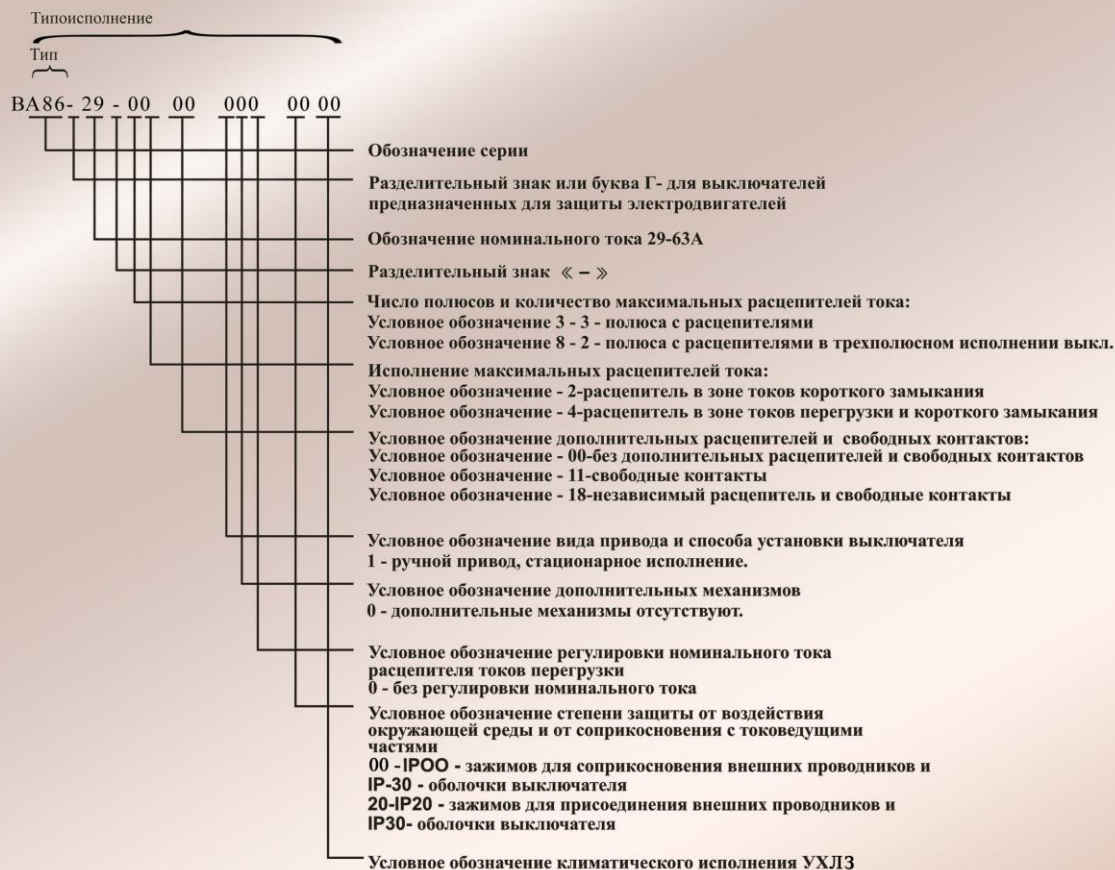 Типоисполнение
Тип
ВА86- 29 - 00 00 000 00 00
Обозначение серии
Разделительный знак или буква Г- для выключателей
предназначенных для защиты электродвигателей
Обозначение номинального тока 29-63А
Разделительный знак « – »
Число полюсов и количество максимальных расцепителей тока:
Условное обозначение 3 - 3 - полюса с расцепителями
Условное обозначение 8 - 2 - полюса с расцепителями в трехполюсном исполнении выкл.
Исполнение максимальных расцепителей тока:
Условное обозначение - 2-расцепитель в зоне токов короткого замыкания
Условное обозначение - 4-расцепитель в зоне токов перегрузки и короткого замыкания
Условное обозначение дополнительных расцепителей и свободных контактов:
Условное обозначение - 00-без дополнительных расцепителей и свободных контактов
Условное обозначение - 11-свободные контакты
Условное обозначение - 18-независимый расцепитель и свободные контакты
Условное обозначение вида привода и способа установки выключателя
1 - ручной привод, стационарное исполнение.
Условное обозначение дополнительных механизмов
0 - дополнительные механизмы отсутствуют.
Условное обозначение регулировки номинального тока
расцепителя токов перегрузки
0 - без регулировки номинального тока
Условное обозначение степени защиты от воздействия
окружающей среды и от соприкосновения с токоведущими
частями
00 -IPOO - зажимов для соприкосновения внешних проводников и
IP-30 - оболочки выключателя
20-IP20 - зажимов для присоединения внешних проводников и
IP30- оболочки выключателя
Условное обозначение климатического исполнения УХЛ3